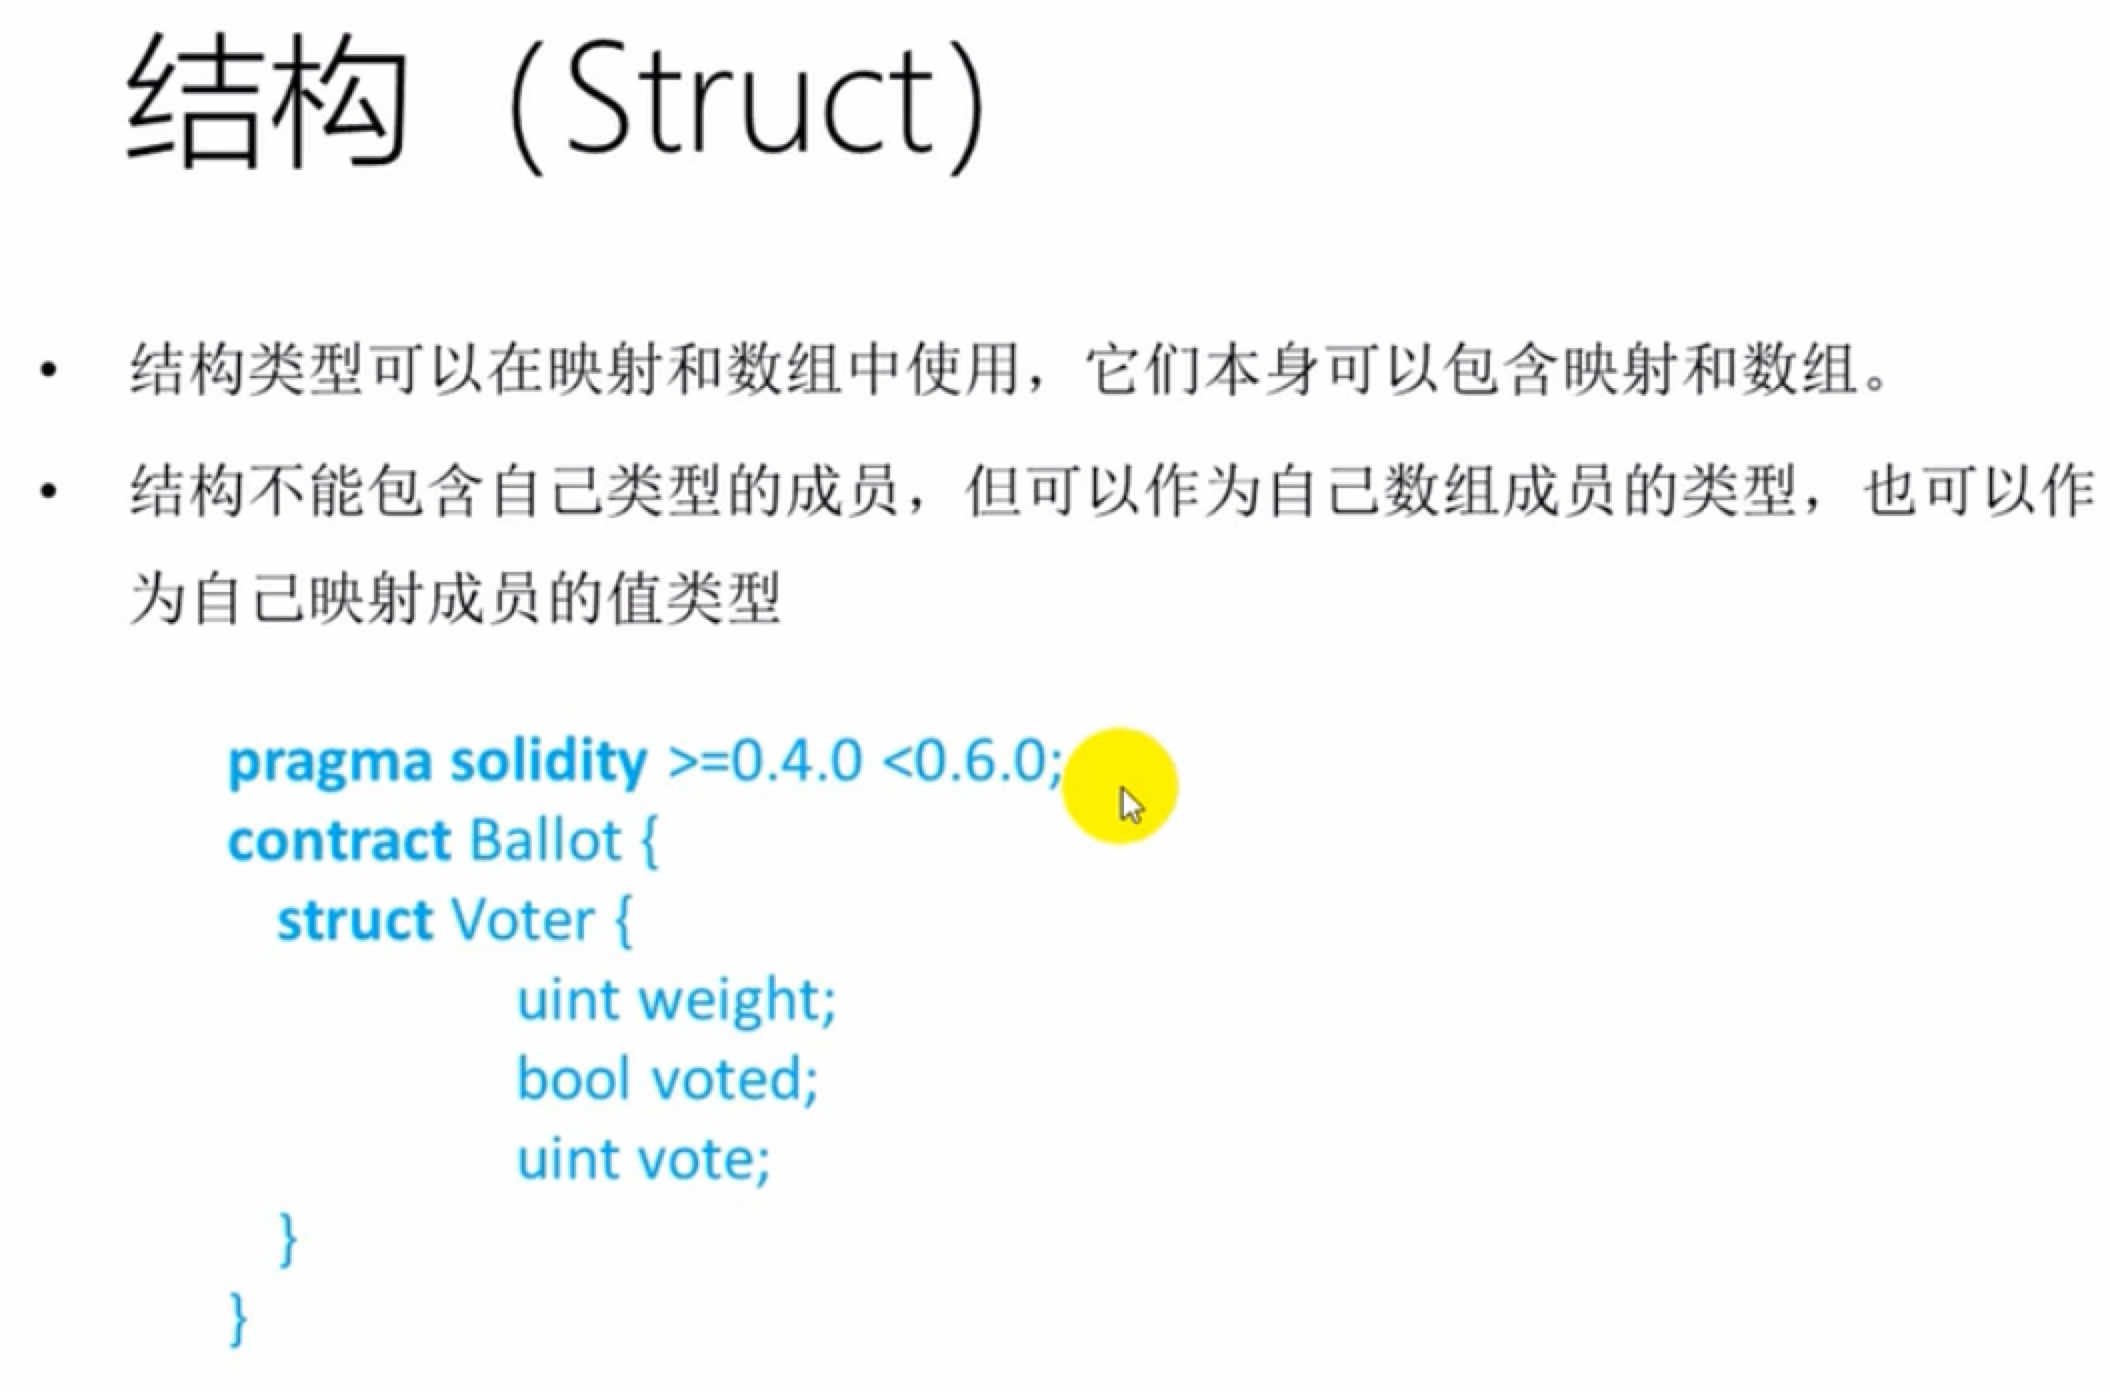 结构（Struct）
• 结构类型可以在映射和数组中使用，它们本身可以包含映射和数组。
• 结构不能包含自己类型的成员，但可以作为自己数组成员的类型，也可以作
为自己映射成员的值类型
pragma solidity >=0.4.0 <0.6.0;
contract Ballot {
struct Voter {
uint weight;
bool voted;
uint vote;
}
}